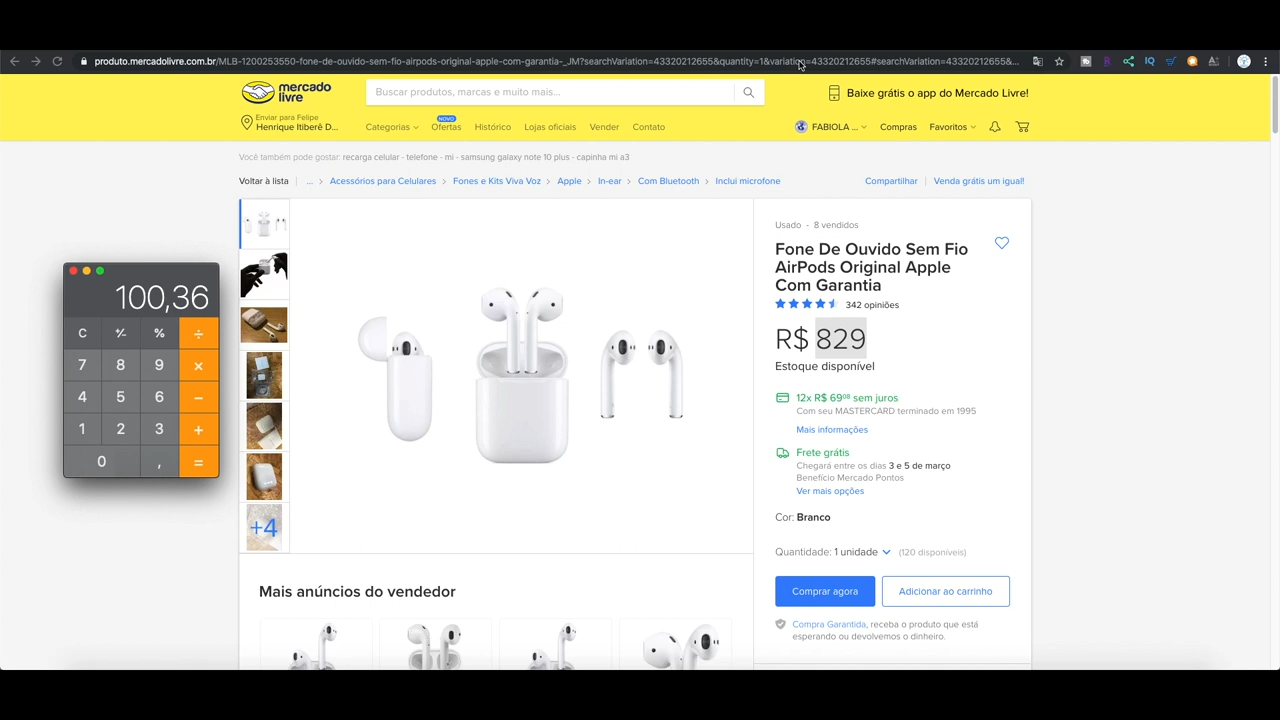 produto.mercadolivre.com.br/MLB-1200253550-fone-de-ouvido-sem-fio-airpods-original-apple-com-garantia-_JM?searchVariation=43320212655&quantity=1&variation=43320212655#searchVariation=43320212655&...
mercado
livre
Buscar produtos, marcas e muito mais...
Baixe grátis o app do Mercado Livre!
Enviar para Felipe
Henrique Itiberê D...
Categorias
NOVO
Ofertas
Histórico
Lojas oficiais
Vender
Contato
FABIOLA ...
Compras
Favoritos
Você também pode gostar: recarga celular - telefone - mi - samsung galaxy note 10 plus - capinha mi a3
Voltar à lista | ... > Acessórios para Celulares > Fones e Kits Viva Voz > Apple > In-ear > Com Bluetooth > Inclui microfone
Compartilhar | Venda grátis um igual!
100,36
C +/- % ÷
7 8 9 ×
4 5 6 −
1 2 3 +
0 , =
+4
Usado - 8 vendidos
Fone De Ouvido Sem Fio
AirPods Original Apple
Com Garantia
342 opiniões
R$ 829
Estoque disponível
12x R$ 69⁰⁸ sem juros
Com seu MASTERCARD terminado em 1995
Mais informações
Frete grátis
Chegará entre os dias 3 e 5 de março
Benefício Mercado Pontos
Ver mais opções
Cor: Branco
Quantidade: 1 unidade (120 disponíveis)
Comprar agora
Adicionar ao carrinho
Compra Garantida, receba o produto que está
esperando ou devolvemos o dinheiro.
Mais anúncios do vendedor